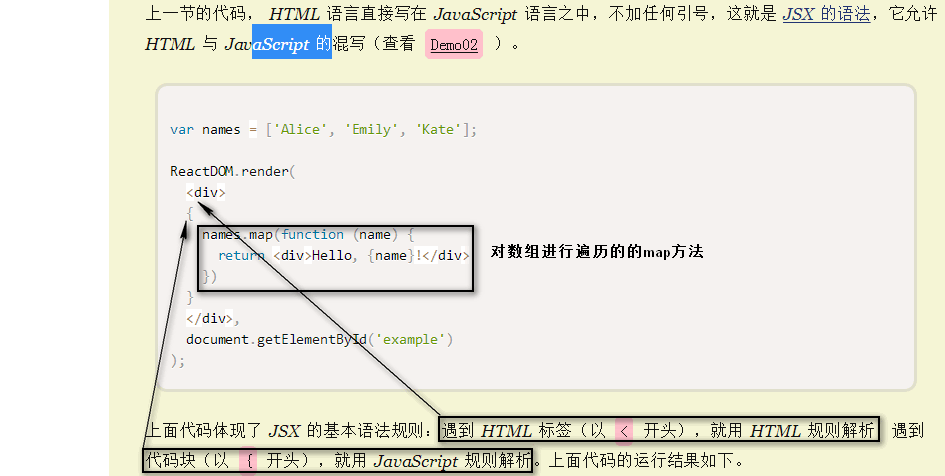 上一节的代码， HTML 语言直接写在 JavaScript 语言之中，不加任何引号，这就是 JSX 的语法，它允许
HTML 与 JavaScript 的混写（查看 Demo02 ）。
var names = ['Alice', 'Emily', 'Kate'];
ReactDOM.render(
<div>
{
names.map(function (name) {
return <div>Hello, {name}!</div>
})
}
</div>,
document.getElementById('example')
);
对数组进行遍历的的map方法
上面代码体现了 JSX 的基本语法规则：遇到 HTML 标签（以 < 开头），就用 HTML 规则解析 遇到
代码块（以 { 开头），就用 JavaScript 规则解析。上面代码的运行结果如下。